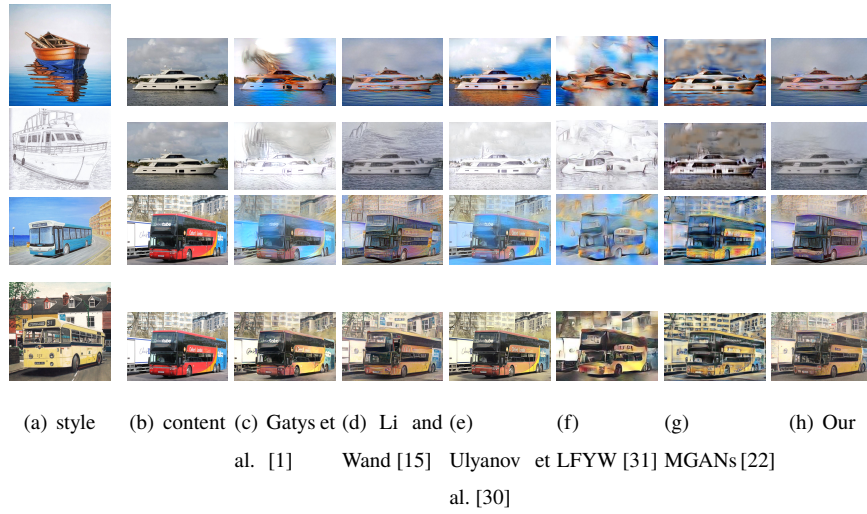 (a) style
(b) content
(c) Gatys et
al. [1]
(d) Li and
Wand [15]
(e)
Ulyanov et
al. [30]
(f)
LFYW [31]
(g)
MGANs [22]
(h) Our